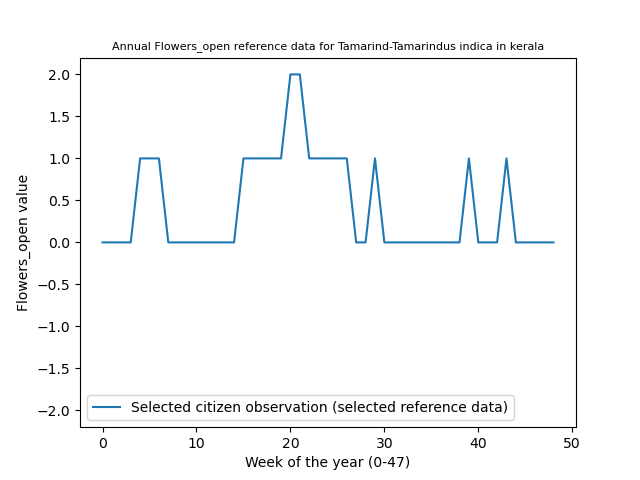 Annual Flowers_open reference data for Tamarind-Tamarindus indica in kerala
2.0
1.5
1.0
0.5
0.0
−0.5
−1.0
−1.5
−2.0
Flowers_open value
Selected citizen observation (selected reference data)
0 10 20 30 40 50
Week of the year (0-47)